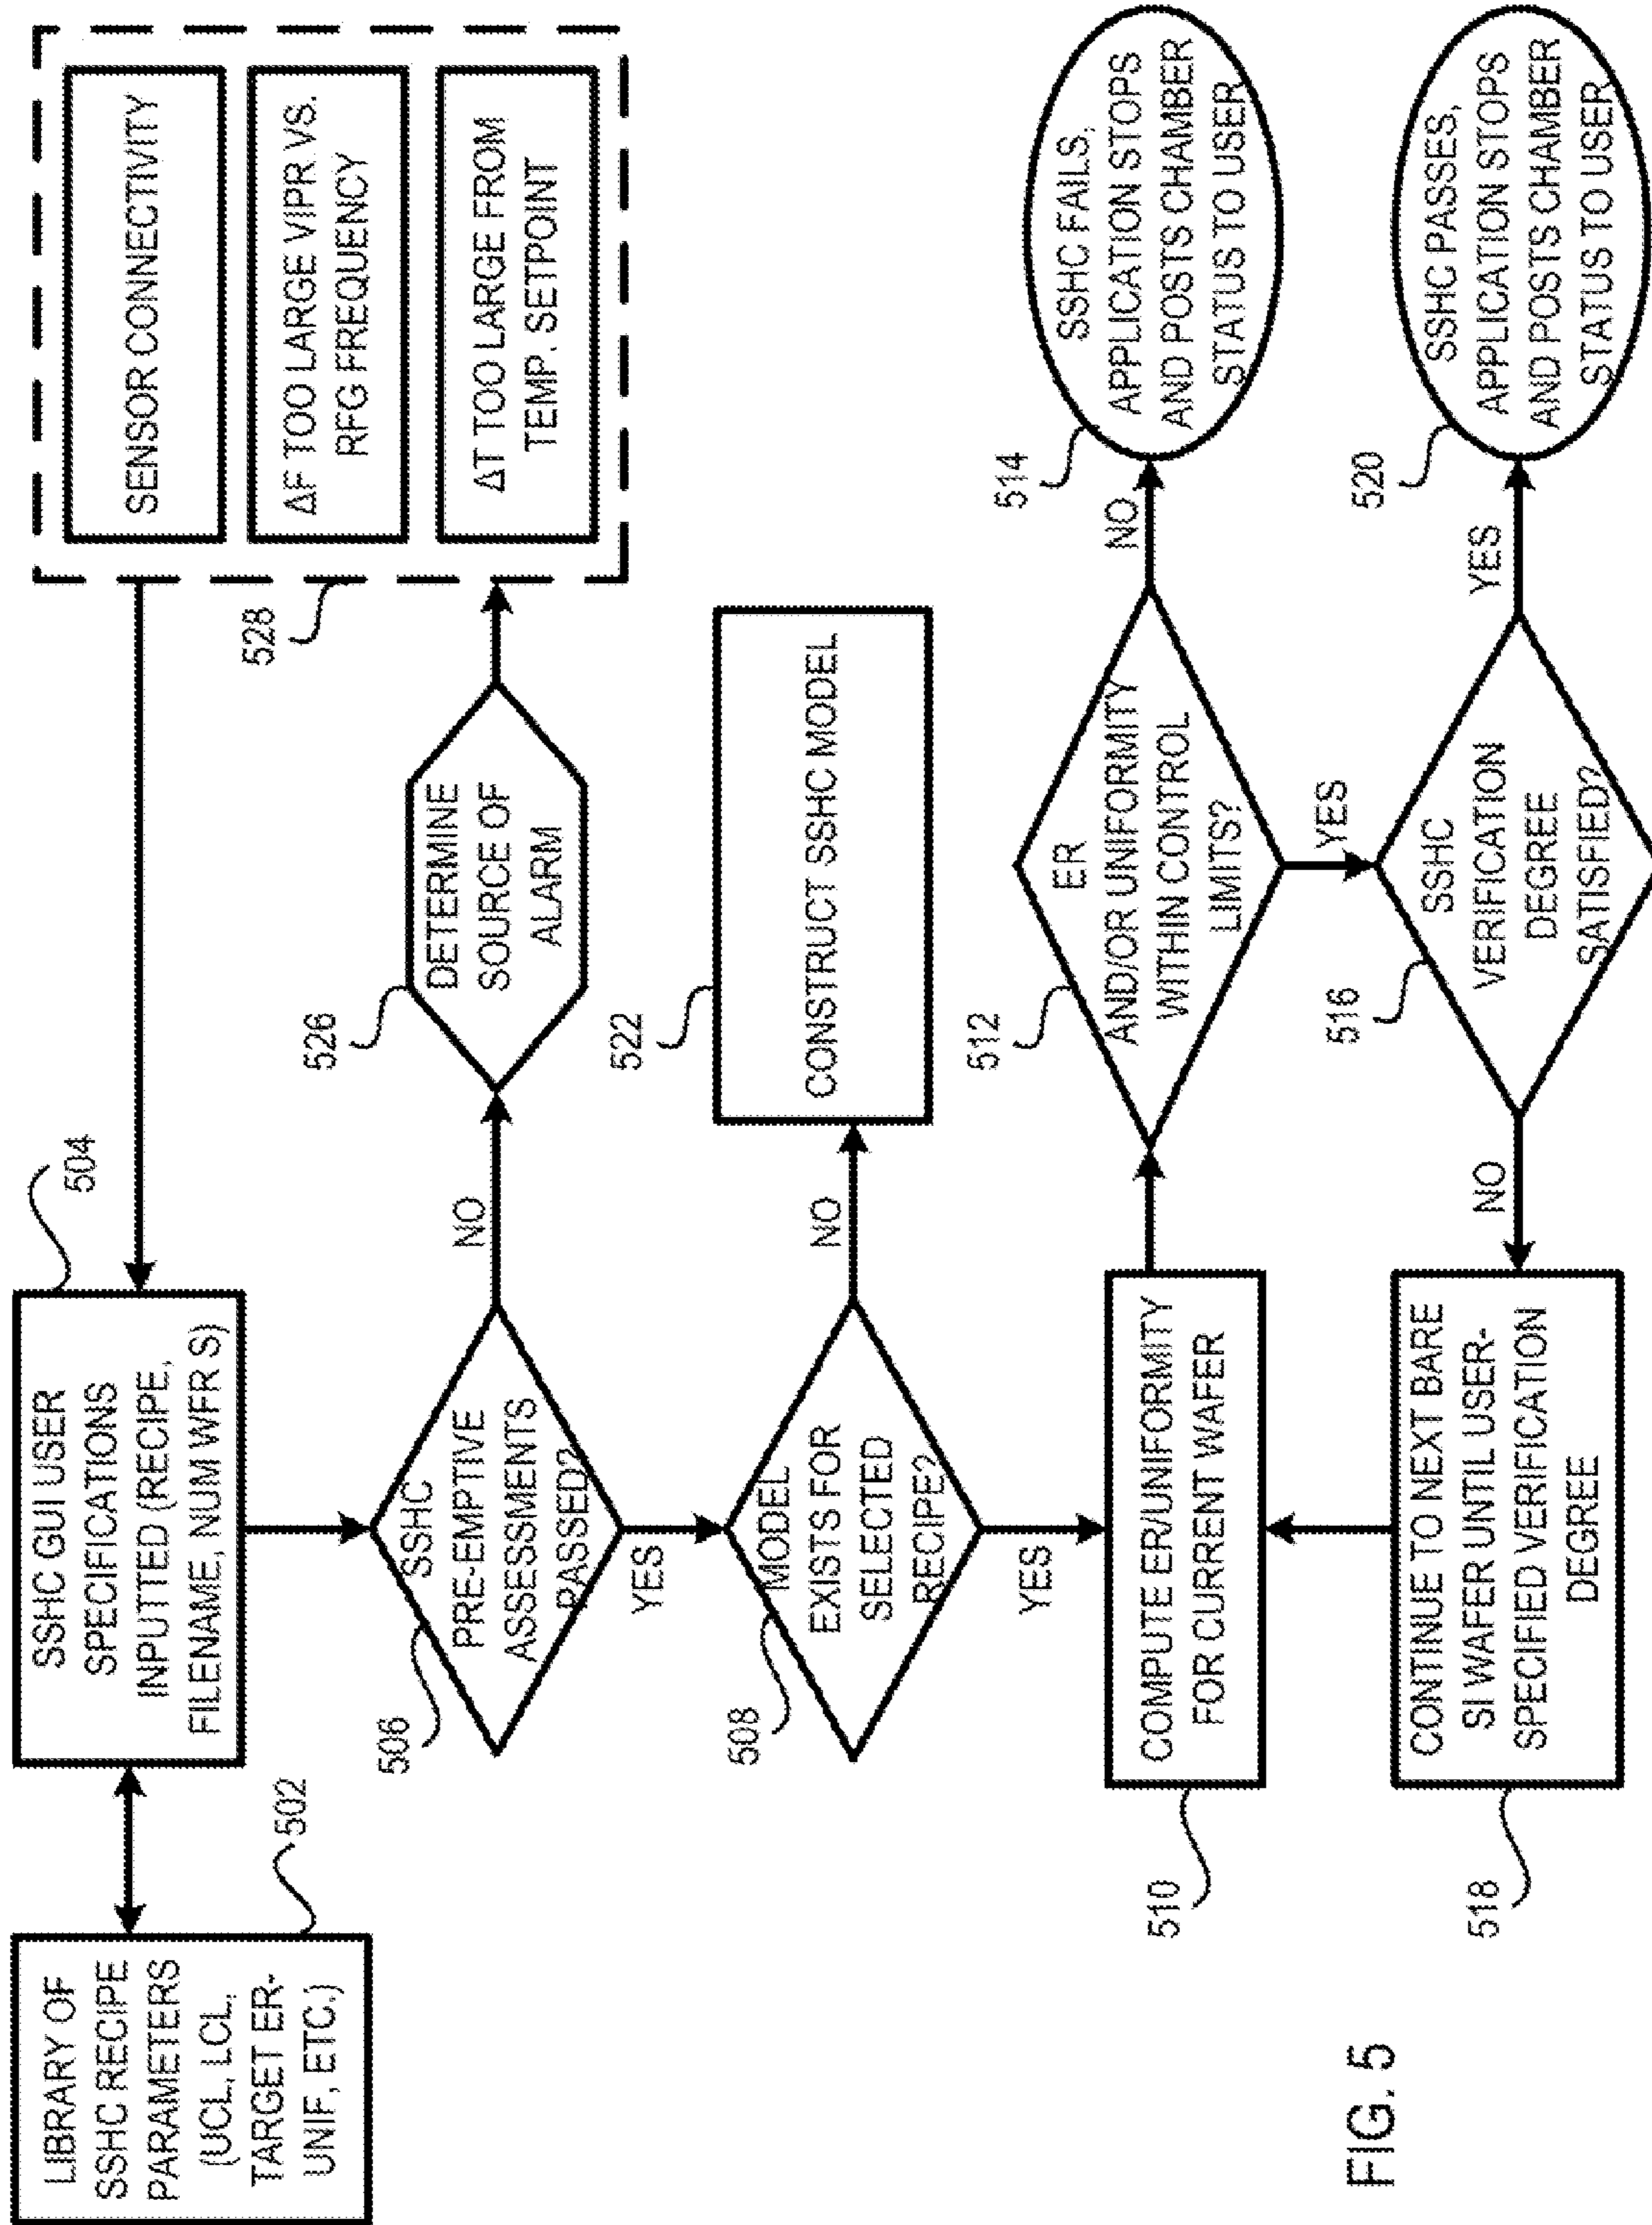 LIBRARY OF
SSHC RECIPE
PARAMETERS
(UCL, LCL,
TARGET ER-
UNIF, ETC.)
502
SSHC GUI USER
SPECIFICATIONS
INPUTTED (RECIPE,
FILENAME, NUM WFR S)
504
SENSOR CONNECTIVITY
ΔF TOO LARGE VIPR VS.
RFG FREQUENCY
ΔT TOO LARGE FROM
TEMP. SETPOINT
528
SSHC
PRE-EMPTIVE
ASSESSMENTS
PASSED?
506
NO
YES
DETERMINE
SOURCE OF
ALARM
526
MODEL
EXISTS FOR
SELECTED
RECIPE?
508
NO
YES
CONSTRUCT SSHC MODEL
522
COMPUTE ER/UNIFORMITY
FOR CURRENT WAFER
510
ER
AND/OR UNIFORMITY
WITHIN CONTROL
LIMITS?
512
NO
YES
SSHC FAILS,
APPLICATION STOPS
AND POSTS CHAMBER
STATUS TO USER
514
CONTINUE TO NEXT BARE
SI WAFER UNTIL USER-
SPECIFIED VERIFICATION
DEGREE
518
NO
SSHC
VERIFICATION
DEGREE
SATISFIED?
516
YES
SSHC PASSES,
APPLICATION STOPS
AND POSTS CHAMBER
STATUS TO USER
520
FIG. 5